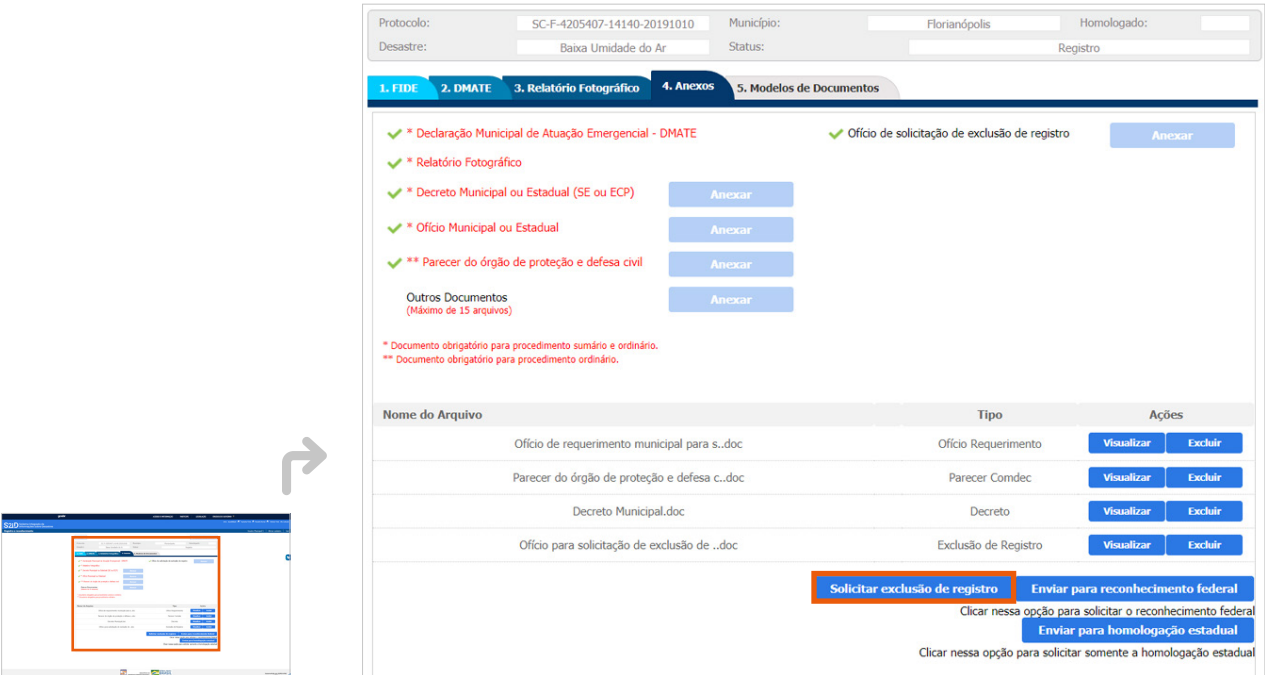 Protocolo: SC-F-4205407-14140-20191010 Município: Florianópolis Homologado:
Desastre: Baixa Umidade do Ar Status: Registro
1. FIDE 2. DMATE 3. Relatório Fotográfico 4. Anexos 5. Modelos de Documentos
* Declaração Municipal de Atuação Emergencial - DMATE
Ofício de solicitação de exclusão de registro Anexar
* Relatório Fotográfico
* Decreto Municipal ou Estadual (SE ou ECP) Anexar
* Ofício Municipal ou Estadual Anexar
** Parecer do órgão de proteção e defesa civil Anexar
Outros Documentos Anexar
(Máximo de 15 arquivos)
* Documento obrigatório para procedimento sumário e ordinário.
** Documento obrigatório para procedimento ordinário.
Nome do Arquivo Tipo Ações
Ofício de requerimento municipal para s..doc Ofício Requerimento Visualizar Excluir
Parecer do órgão de proteção e defesa c..doc Parecer Comdec Visualizar Excluir
Decreto Municipal.doc Decreto Visualizar Excluir
Ofício para solicitação de exclusão de ..doc Exclusão de Registro Visualizar Excluir
Solicitar exclusão de registro Enviar para reconhecimento federal
Clicar nessa opção para solicitar o reconhecimento federal
Enviar para homologação estadual
Clicar nessa opção para solicitar somente a homologação estadual
S2ID